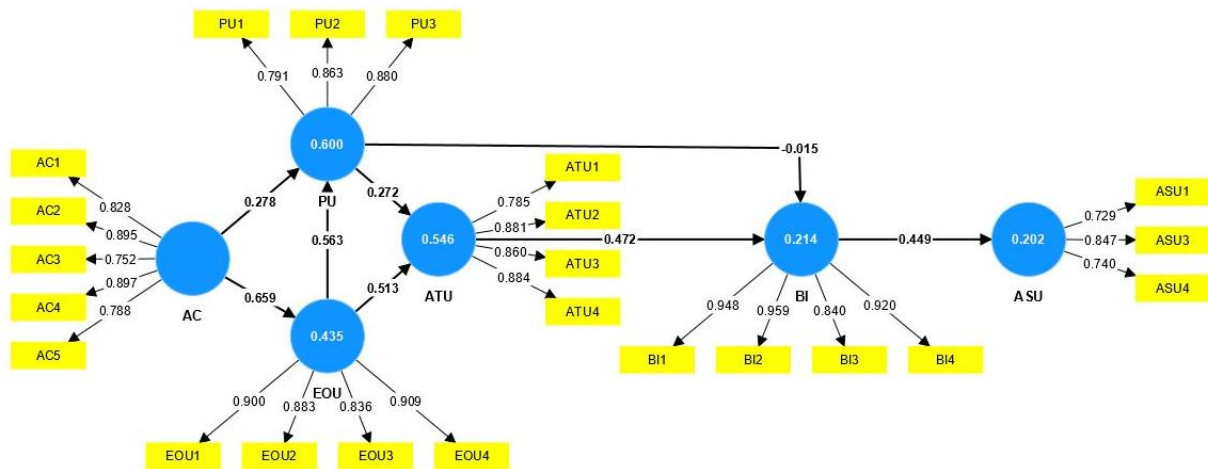 PU1 PU2 PU3
0.791 0.863 0.880
0.600
PU
-0.015
AC1
AC2
AC3
AC4
AC5
0.828
0.895
0.752
0.897
0.788
AC
0.278
0.659
0.563
0.272
0.513
0.435
EOU
0.900 0.883 0.836 0.909
EOU1 EOU2 EOU3 EOU4
0.546
ATU
0.785
0.881
0.860
0.884
ATU1
ATU2
ATU3
ATU4
0.472
0.214
BI
0.948 0.959 0.840 0.920
BI1 BI2 BI3 BI4
0.449
0.202
ASU
0.729
0.847
0.740
ASU1
ASU3
ASU4